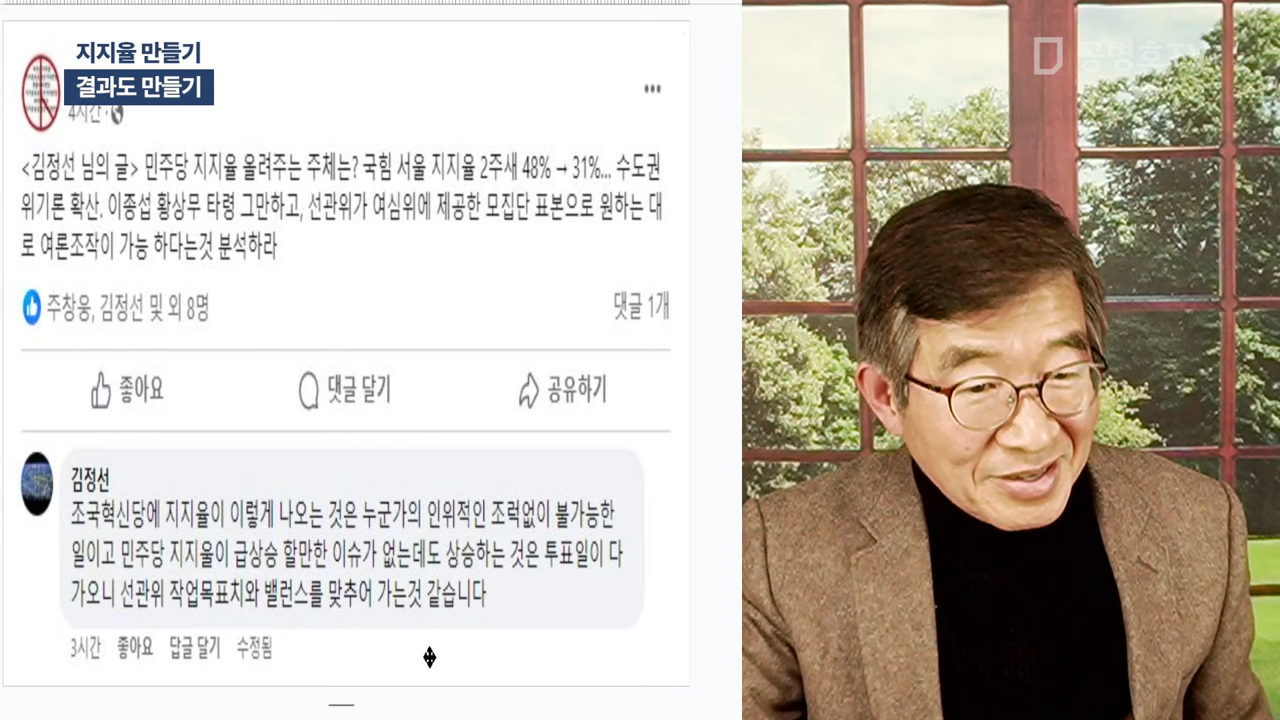 지지율 만들기
결과도 만들기
4시간 ·
<김정선 님의 글> 민주당 지지율 올려주는 주체는? 국힘 서울 지지율 2주새 48% → 31%... 수도권
위기론 확산. 이종섭 황상무 타령 그만하고, 선관위가 여심위에 제공한 모집단 표본으로 원하는 대
로 여론조작이 가능 하다는것 분석하라
주창웅, 김정선 및 외 8명
댓글 1개
좋아요
댓글 달기
공유하기
김정선
조국혁신당에 지지율이 이렇게 나오는 것은 누군가의 인위적인 조럭없이 불가능한
일이고 민주당 지지율이 급상승 할만한 이슈가 없는데도 상승하는 것은 투표일이 다
가오니 선관위 작업목표치와 밸런스를 맞추어 가는것 같습니다
3시간 좋아요 답글 달기 수정됨
공병호TV